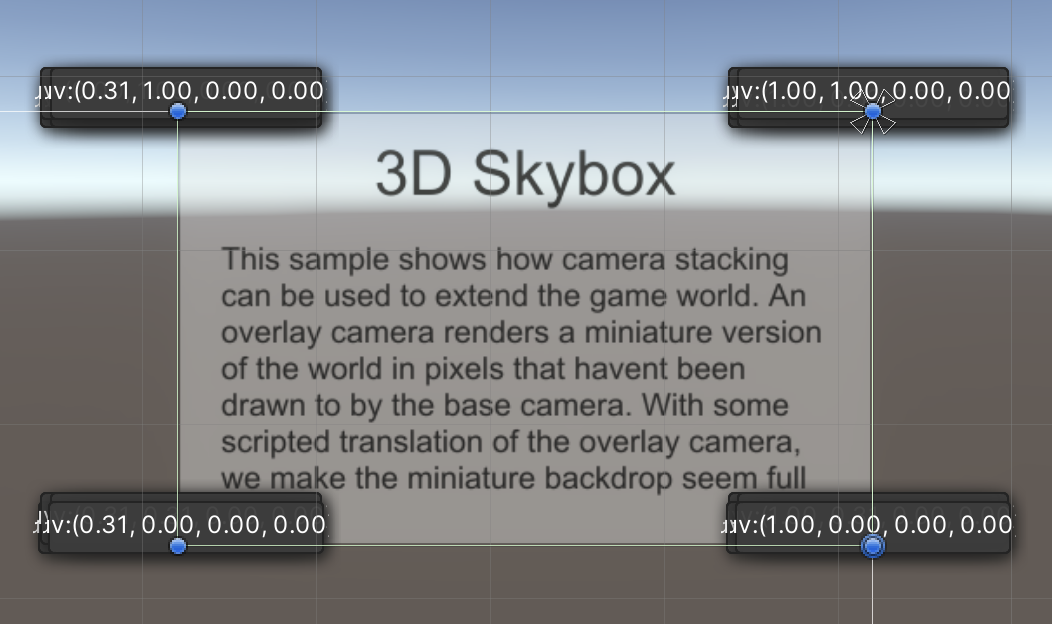 uv:(0.31, 1.00, 0.00, 0.00
uv:(1.00, 1.00, 0.00, 0.00
3D Skybox
This sample shows how camera stacking
can be used to extend the game world. An
overlay camera renders a miniature version
of the world in pixels that havent been
drawn to by the base camera. With some
scripted translation of the overlay camera,
we make the miniature backdrop seem full
uv:(0.31, 0.00, 0.00, 0.00
uv:(1.00, 0.00, 0.00, 0.00